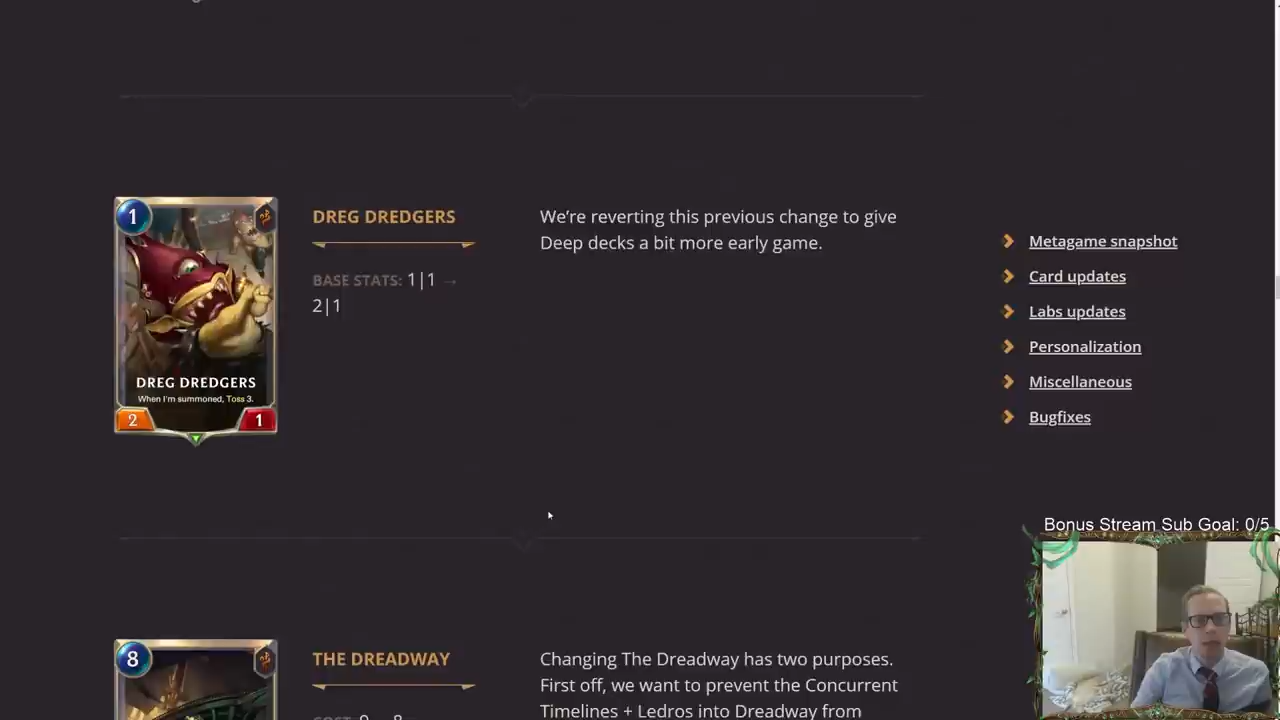 1
DREG DREDGERS
When I'm summoned, Toss 3.
2
1
DREG DREDGERS
BASE STATS: 1|1 →
2|1
We're reverting this previous change to give
Deep decks a bit more early game.
Metagame snapshot
Card updates
Labs updates
Personalization
Miscellaneous
Bugfixes
Bonus Stream Sub Goal: 0/5
8
THE DREADWAY
Changing The Dreadway has two purposes.
First off, we want to prevent the Concurrent
Timelines + Ledros into Dreadway from